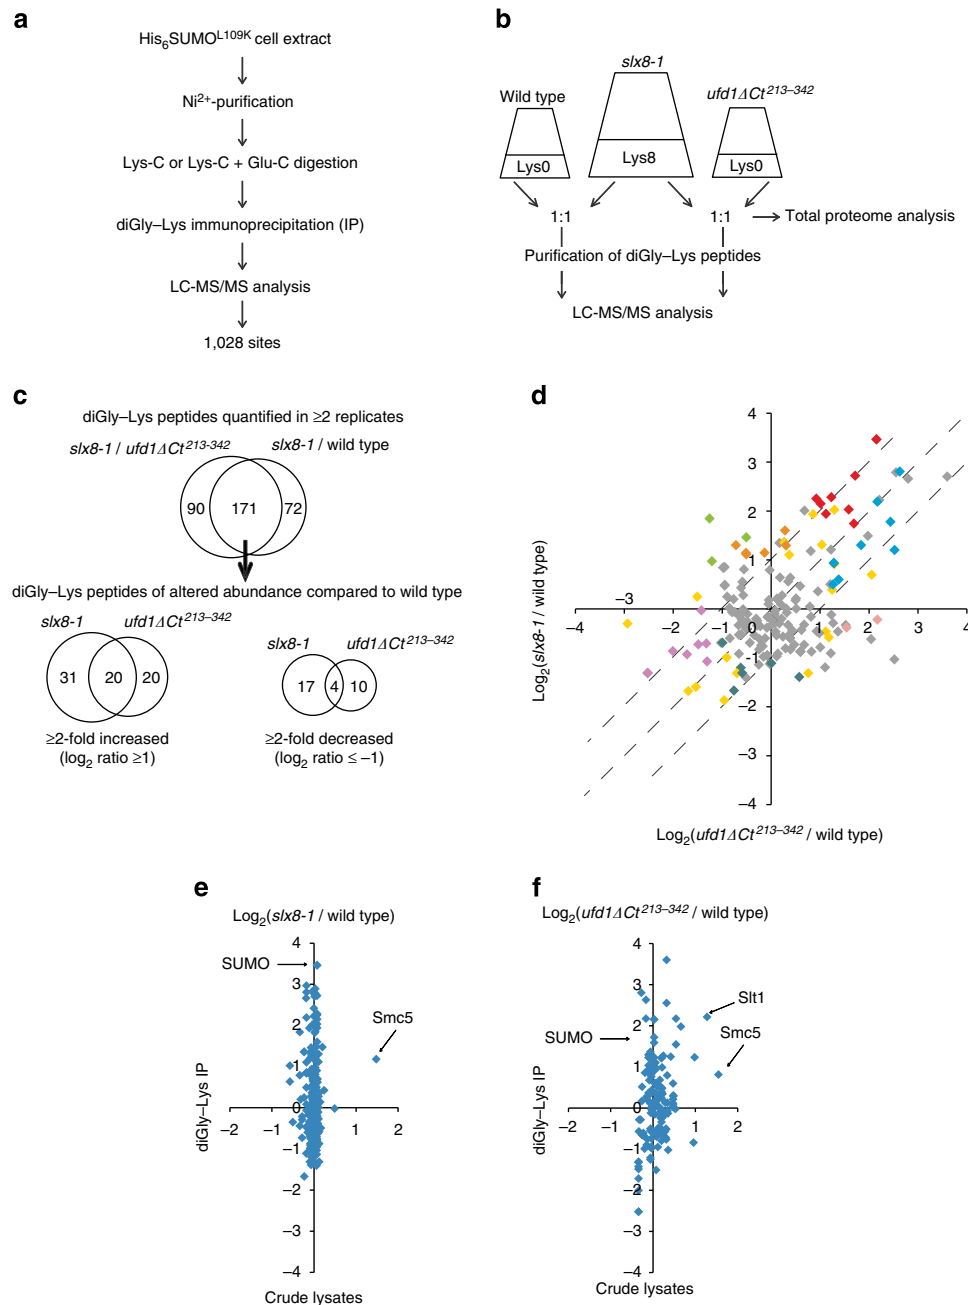 a
His6SUMOL109K cell extract
Ni2+-purification
Lys-C or Lys-C + Glu-C digestion
diGly–Lys immunoprecipitation (IP)
LC-MS/MS analysis
1,028 sites
b
slx8-1
Wild type
ufd1ΔCt213–342
Lys0
Lys8
Lys0
1:1
1:1
Total proteome analysis
Purification of diGly–Lys peptides
LC-MS/MS analysis
c
diGly–Lys peptides quantified in ≥2 replicates
slx8-1 / ufd1ΔCt213-342
slx8-1 / wild type
90
171
72
diGly–Lys peptides of altered abundance compared to wild type
slx8-1
ufd1ΔCt213–342
31
20
20
≥2-fold increased
(log2 ratio ≥1)
slx8-1
ufd1ΔCt213–342
17
4
10
≥2-fold decreased
(log2 ratio ≤ −1)
d
Log2(slx8-1 / wild type)
4
3
2
1
0
-1
−2
−3
−4
−4
−3
−2
−1
1
2
3
4
Log2(ufd1ΔCt213–342 / wild type)
e
Log2(slx8-1 / wild type)
4
3
2
1
0
−1
−2
−3
−4
−2
−1
1
2
SUMO
Smc5
diGly–Lys IP
Crude lysates
f
Log2(ufd1ΔCt213–342 / wild type)
4
3
2
1
0
−1
−2
−3
−4
−2
−1
1
2
Slt1
SUMO
Smc5
diGly–Lys IP
Crude lysates